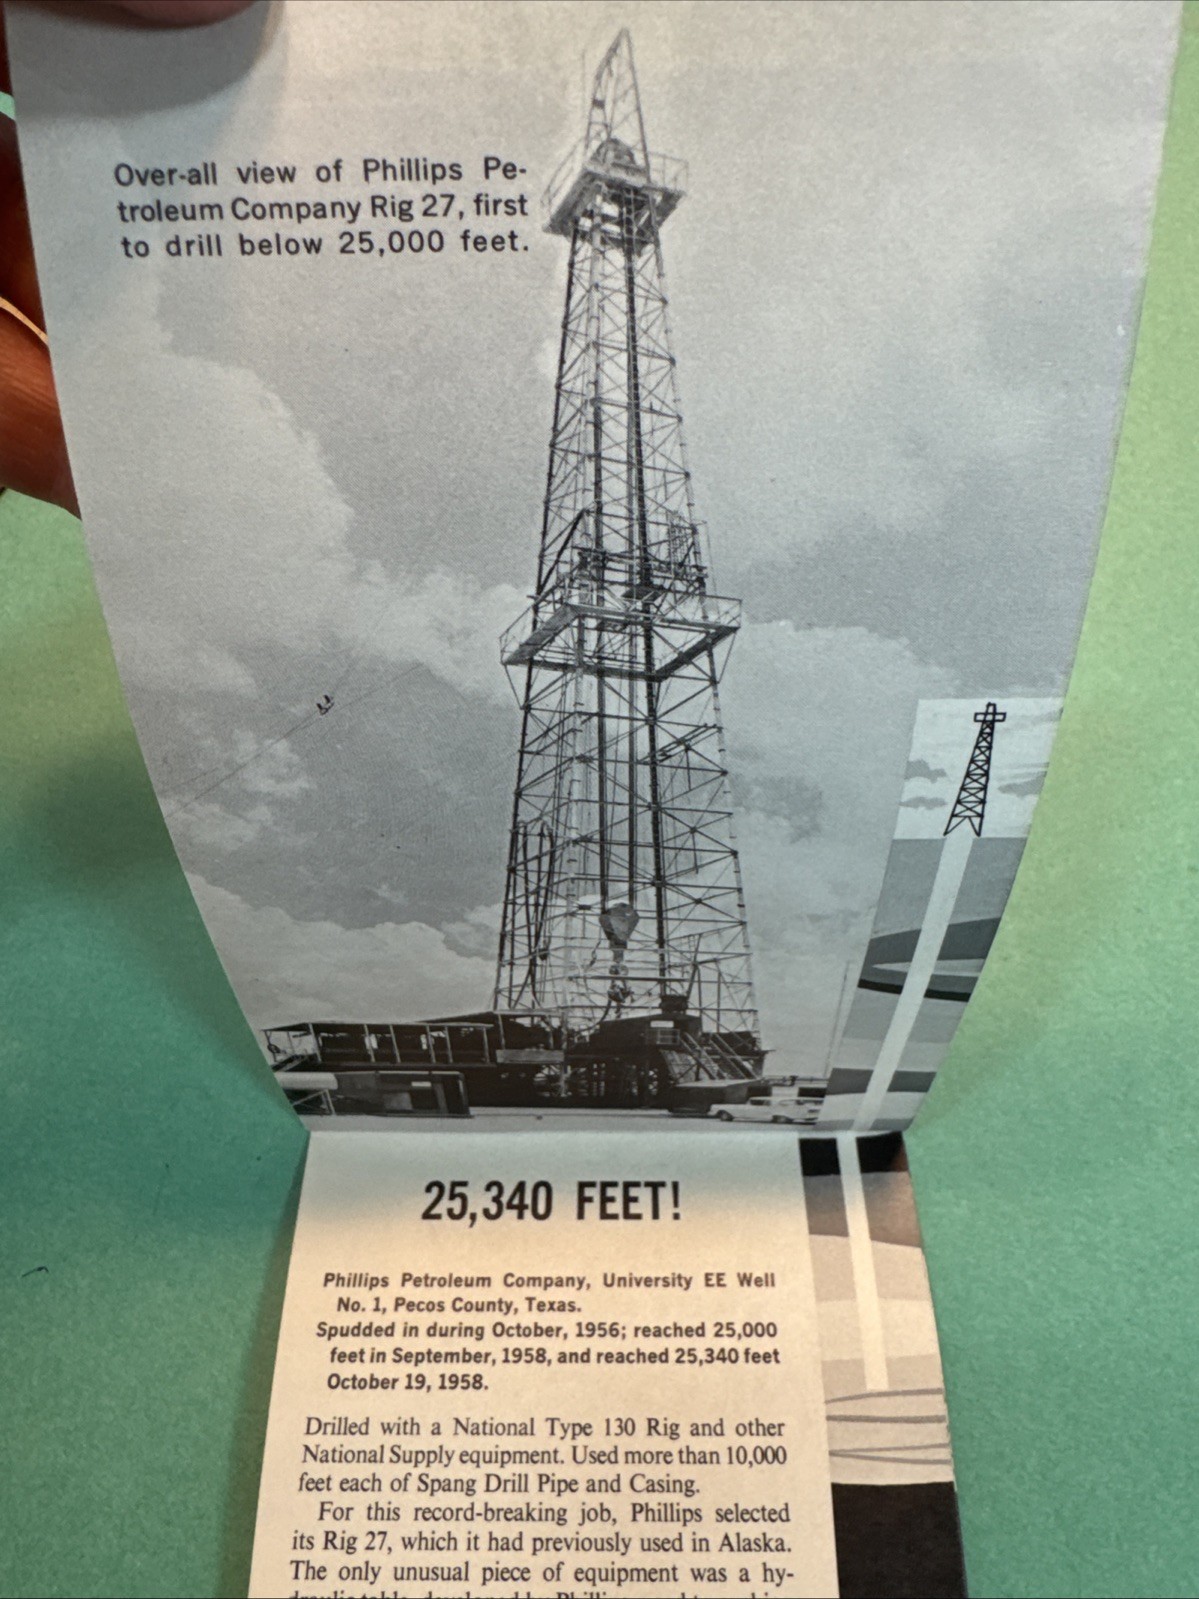 Over-all view of Phillips Pe-
troleum Company Rig 27, first
to drill below 25,000 feet.
25,340 FEET!
Phillips Petroleum Company, University EE Well
No. 1, Pecos County, Texas.
Spudded in during October, 1956; reached 25,000
feet in September, 1958, and reached 25,340 feet
October 19, 1958.
Drilled with a National Type 130 Rig and other
National Supply equipment. Used more than 10,000
feet each of Spang Drill Pipe and Casing.
For this record-breaking job, Phillips selected
its Rig 27, which it had previously used in Alaska.
The only unusual piece of equipment was a hy-